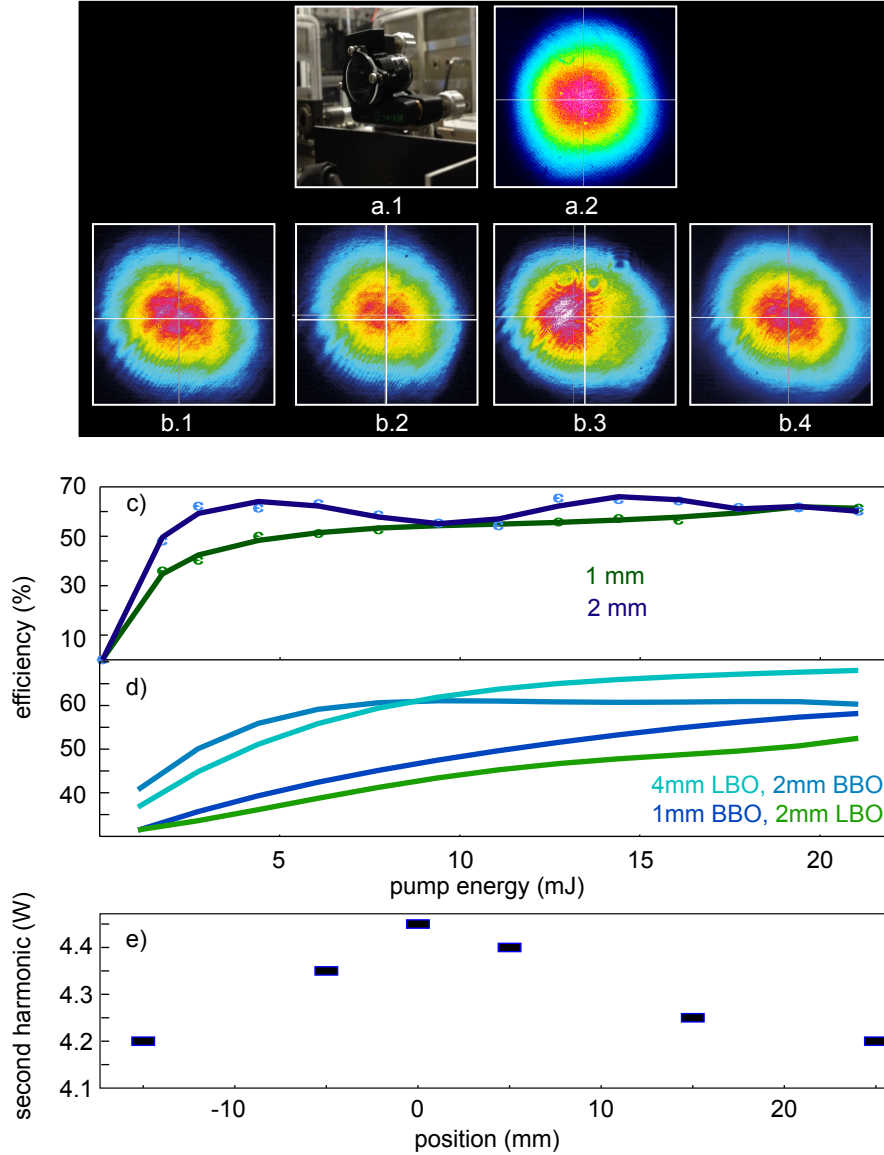 a.1
a.2
b.1
b.2
b.3
b.4
c)
70
50
30
10
1 mm
2 mm
efficiency (%)
d)
60
50
40
4mm LBO, 2mm BBO
1mm BBO, 2mm LBO
5
10
15
20
pump energy (mJ)
e)
second harmonic (W)
4.4
4.3
4.2
4.1
-10
0
10
20
position (mm)